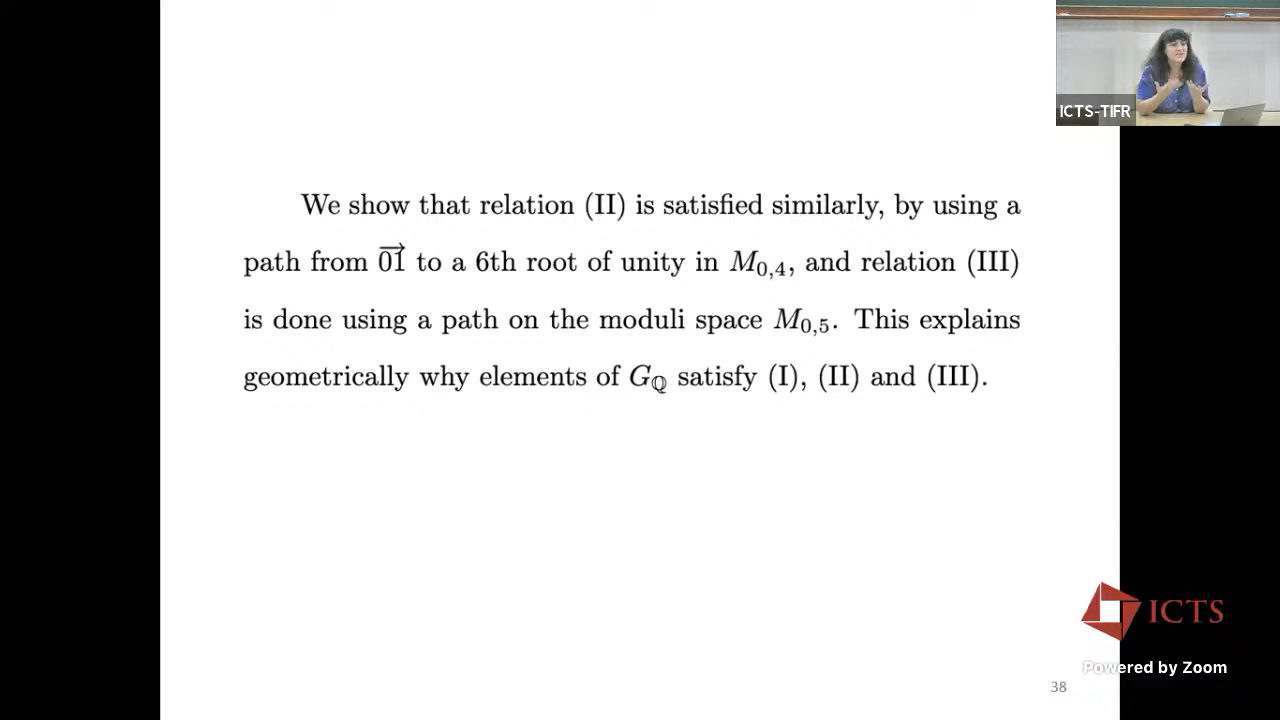 ICTS-TIFR
We show that relation (II) is satisfied similarly, by using a
path from $\overrightarrow{01}$ to a 6th root of unity in $M_{0,4}$, and relation (III)
is done using a path on the moduli space $M_{0,5}$. This explains
geometrically why elements of $G_{\mathbb{Q}}$ satisfy (I), (II) and (III).
ICTS
Powered by Zoom
38